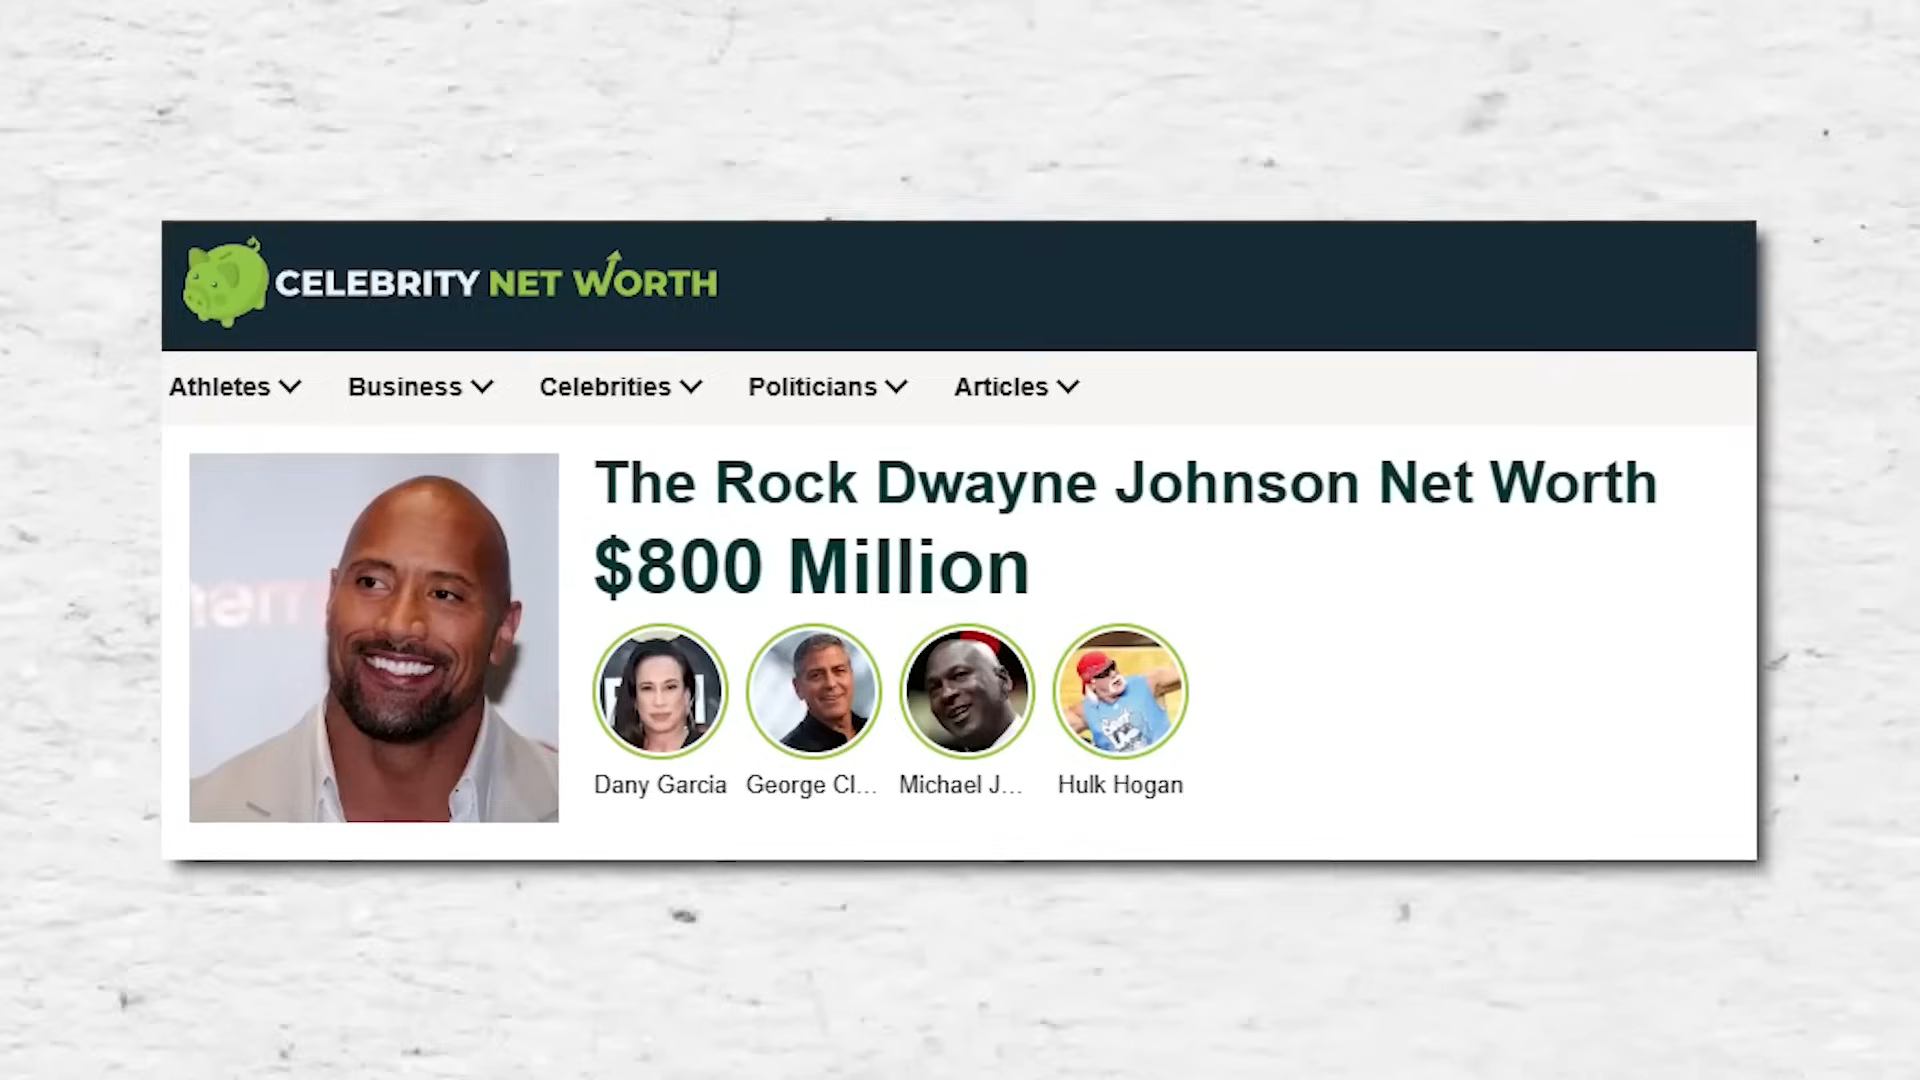 CELEBRITY NET WORTH
Athletes Business Celebrities Politicians Articles
The Rock Dwayne Johnson Net Worth
$800 Million
Dany Garcia George Cl... Michael J... Hulk Hogan